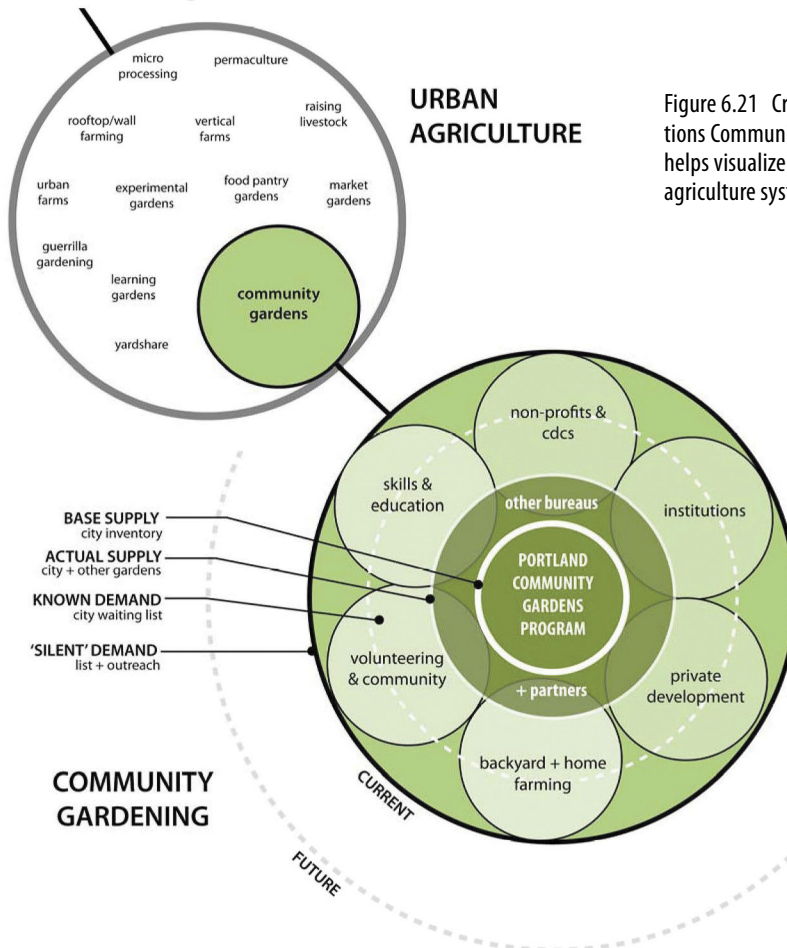 micro
processing
permaculture
raising
livestock
rooftop/wall
farming
vertical
farms
urban
farms
experimental
gardens
food pantry
gardens
market
gardens
guerrilla
gardening
learning
gardens
community
gardens
yardshare
URBAN
AGRICULTURE
Figure 6.21 Cr
tions Commun
helps visualize
agriculture sys
non-profits &
cdcs
skills &
education
institutions
other bureaus
PORTLAND
COMMUNITY
GARDENS
PROGRAM
+ partners
volunteering
& community
private
development
backyard + home
farming
BASE SUPPLY
city inventory
ACTUAL SUPPLY
city + other gardens
KNOWN DEMAND
city waiting list
'SILENT' DEMAND
list + outreach
COMMUNITY
GARDENING
CURRENT
FUTURE